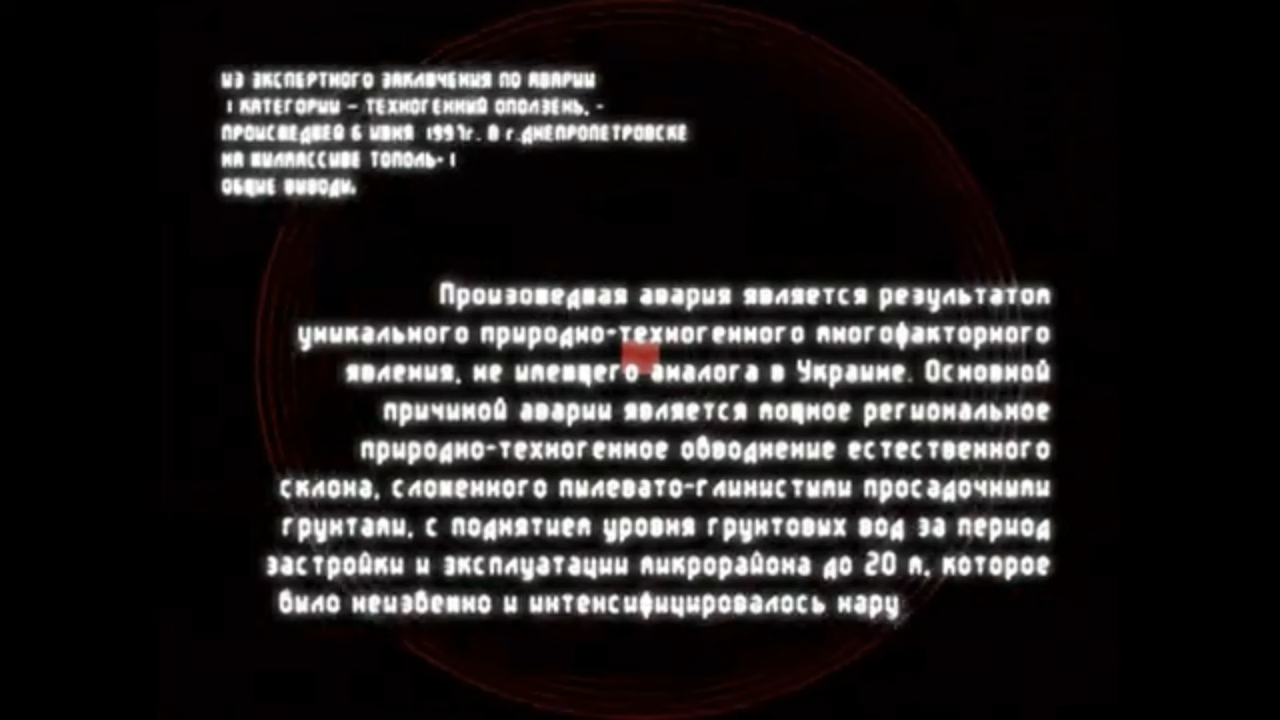 ИЗ ЭКСПЕРТНОГО ЗАКЛЮЧЕНИЯ ПО АВАРИИ
I КАТЕГОРИИ – ТЕХНОГЕННЫЙ ОПОЛЗЕНЬ, -
ПРОИСШЕДШЕЙ 6 ИЮНЯ 1997г. В г.ДНЕПРОПЕТРОВСКЕ
НА ЖИЛМАССИВЕ ТОПОЛЬ-1
ОБЩИЕ ВЫВОДЫ.
Произошедшая авария является результатом
уникального природно-техногенного многофакторного
явления, не имеющего аналога в Украине. Основной
причиной аварии является мощное региональное
природно-техногенное обводнение естественного
склона, сложенного пылевато-глинистыми просадочными
грунтами, с поднятием уровня грунтовых вод за период
застройки и эксплуатации микрорайона до 20 м, которое
было неизбежно и интенсифицировалось нару